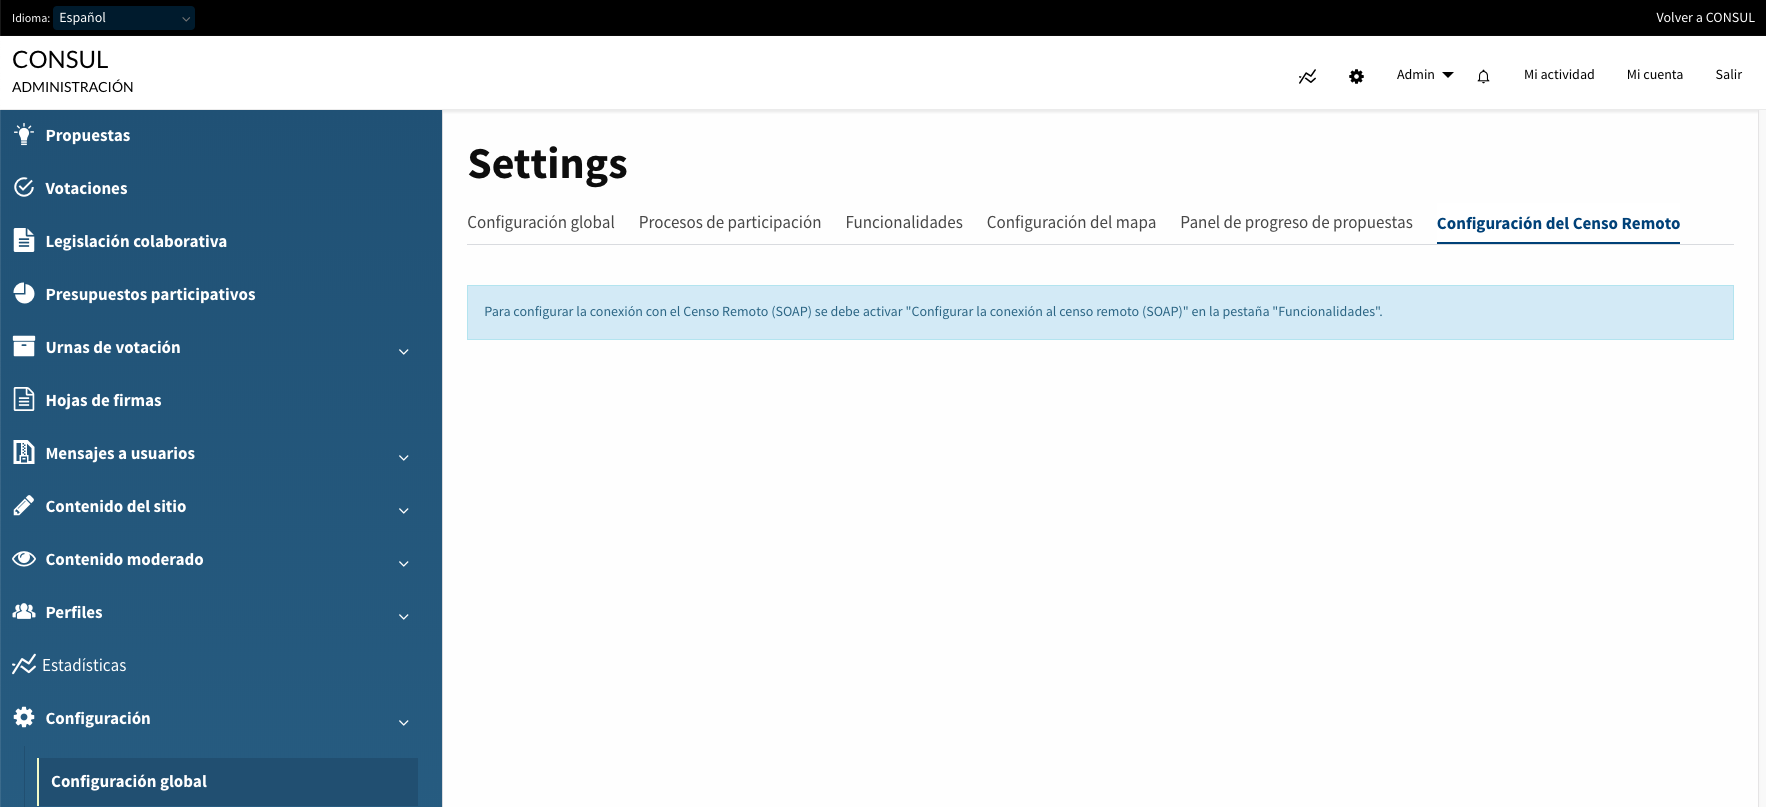 Idioma: Español
Volver a CONSUL
CONSUL
ADMINISTRACIÓN
Admin
Mi actividad
Mi cuenta
Salir
Propuestas
Votaciones
Legislación colaborativa
Presupuestos participativos
Urnas de votación
Hojas de firmas
Mensajes a usuarios
Contenido del sitio
Contenido moderado
Perfiles
Estadísticas
Configuración
Configuración global
Settings
Configuración global
Procesos de participación
Funcionalidades
Configuración del mapa
Panel de progreso de propuestas
Configuración del Censo Remoto
Para configurar la conexión con el Censo Remoto (SOAP) se debe activar "Configurar la conexión al censo remoto (SOAP)" en la pestaña "Funcionalidades".